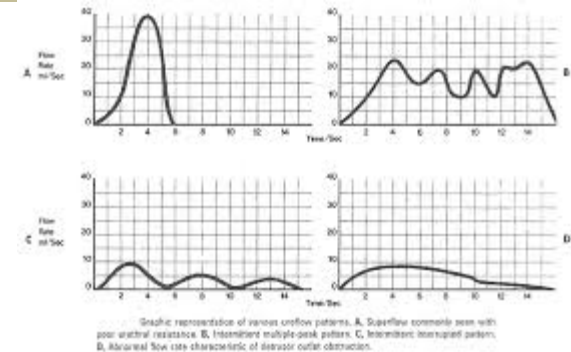 40 40
Flow
Rate
ml/Sec
30 30
A B
20 20
10 10
0 0
2 4 6 8 10 12 14 2 4 6 8 10 12 14
Time/Sec
40 40
30 30
Flow
Rate
ml/Sec
C D
20 20
10 10
0 0
2 4 6 8 10 12 14 2 4 6 8 10 12 14
Time/Sec
Graphic representation of various uroflow patterns. A, Superflow commonly seen with
poor urethral resistance. B, Intermittent multiple-peak pattern. C, Intermittent interrupted pattern.
D, Abnormal flow rate characteristic of detrusor outlet obstruction.